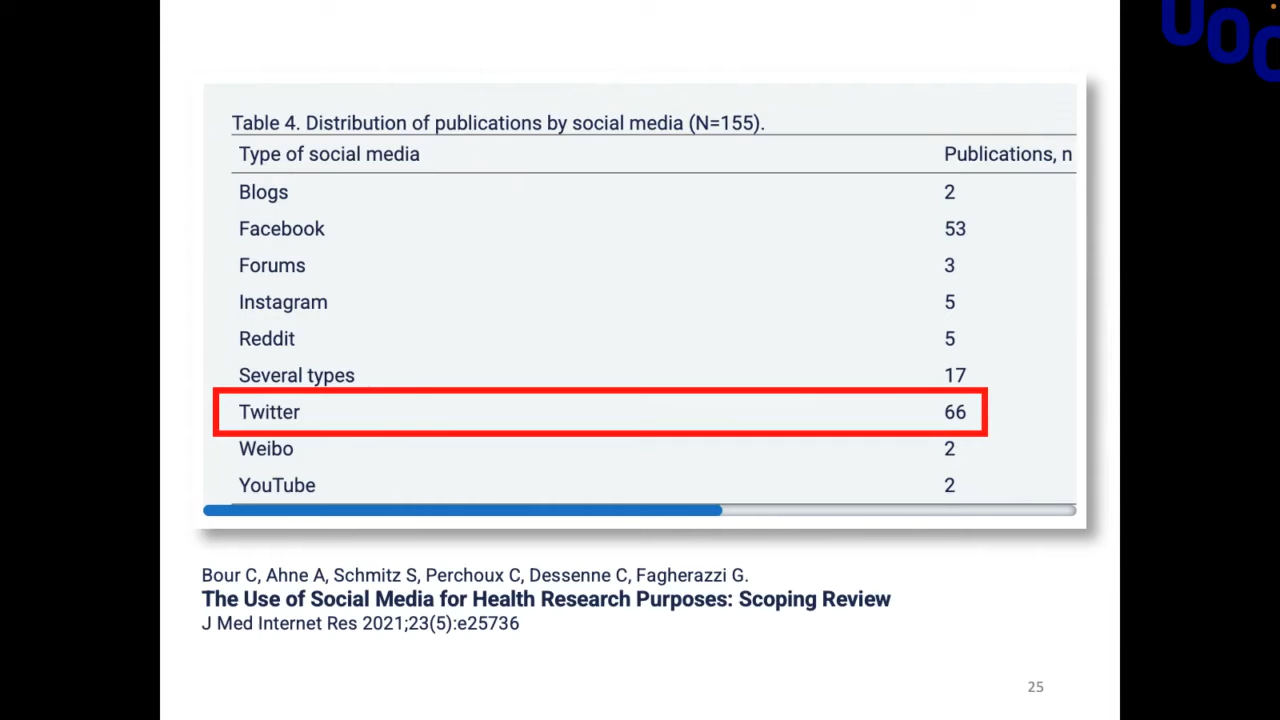 UOC
Table 4. Distribution of publications by social media (N=155).
Type of social media Publications, n
Blogs 2
Facebook 53
Forums 3
Instagram 5
Reddit 5
Several types 17
Twitter 66
Weibo 2
YouTube 2
Bour C, Ahne A, Schmitz S, Perchoux C, Dessenne C, Fagherazzi G.
The Use of Social Media for Health Research Purposes: Scoping Review
J Med Internet Res 2021;23(5):e25736
25